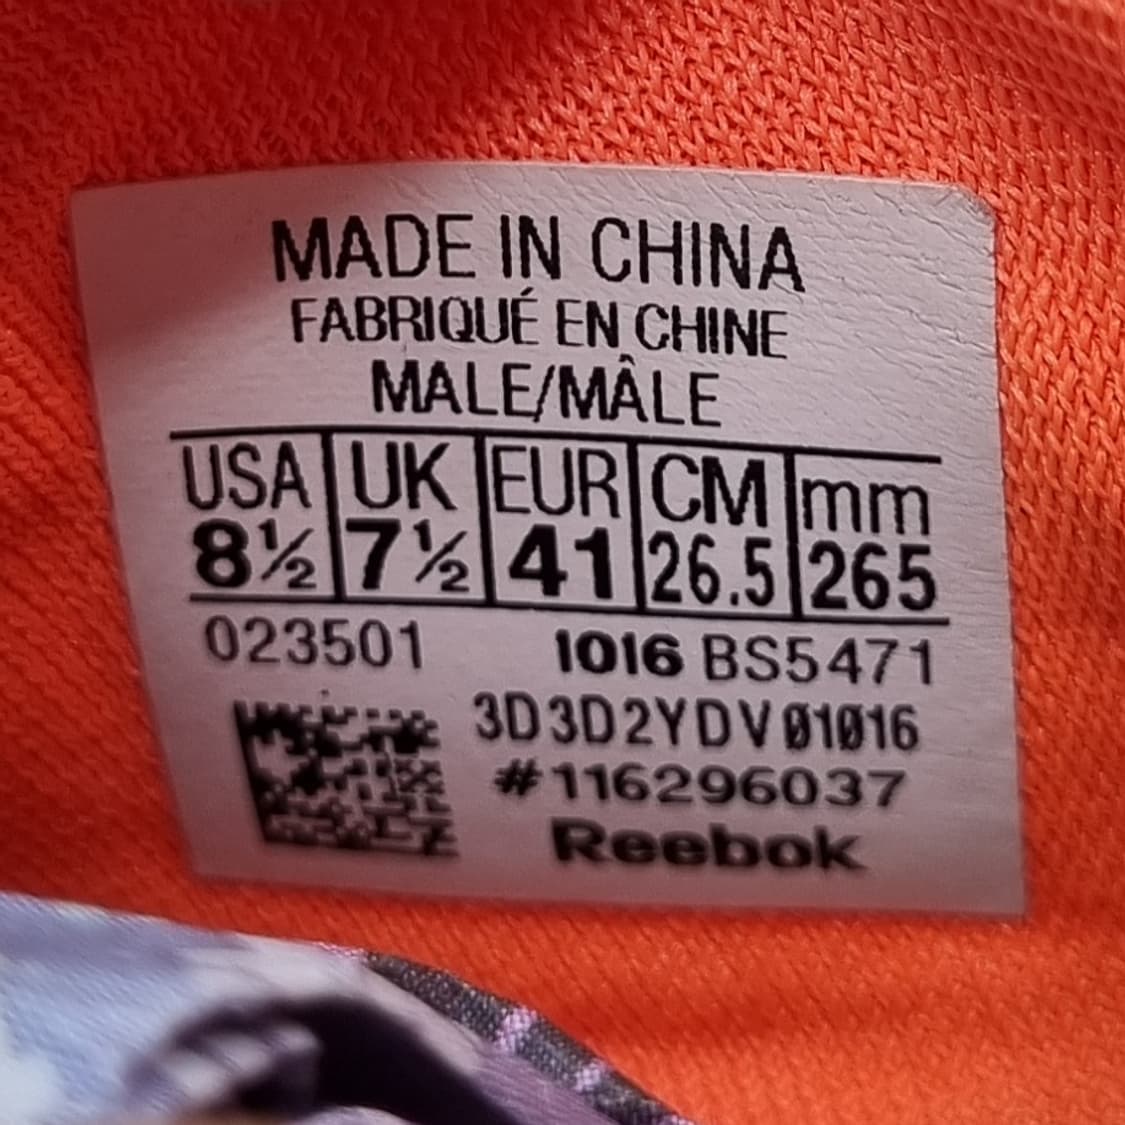 MADE IN CHINA
FABRIQUÉ EN CHINE
MALE/MÂLE
USA UK EUR CM mm
8½ 7½ 41 26.5 265
023501 1016 BS5471
3D3D2YDV01016
#116296037
Reebok